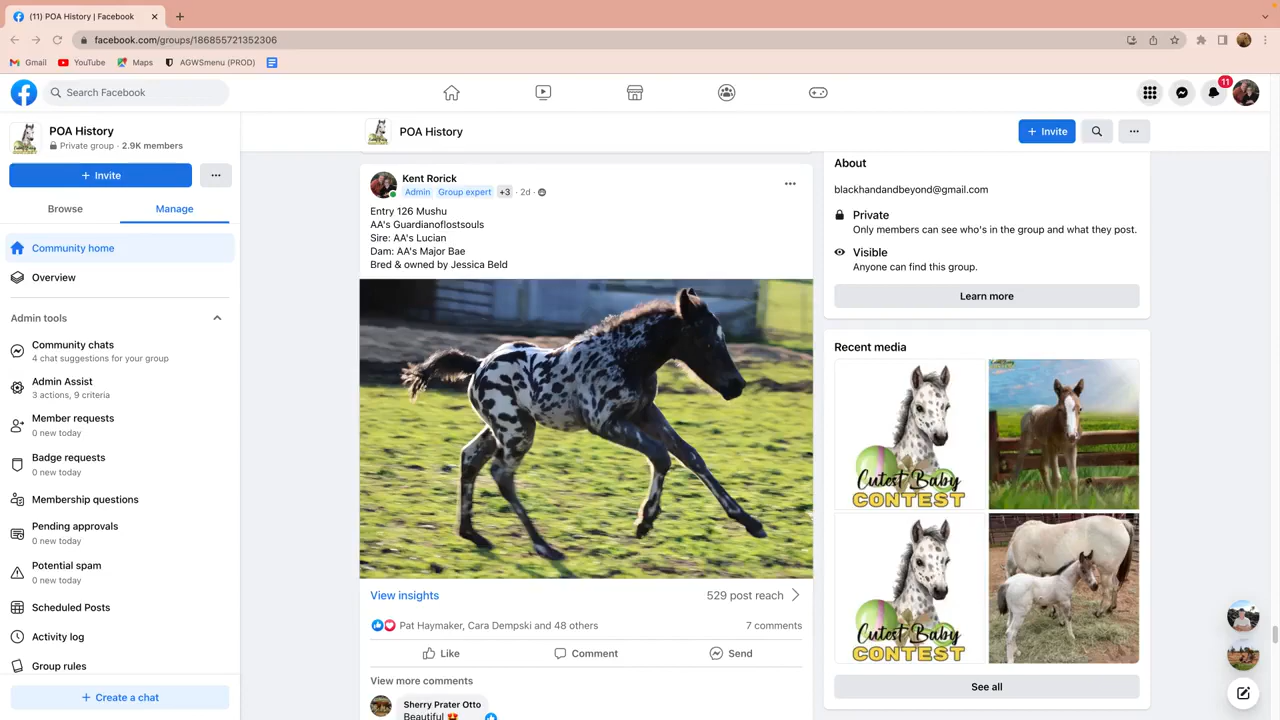 (11) POA History | Facebook
facebook.com/groups/186855721352306
Gmail
YouTube
Maps
AGWSmenu (PROD)
Search Facebook
11
POA History
Private group · 2.9K members
+ Invite
...
Browse
Manage
Community home
Overview
Admin tools
Community chats
4 chat suggestions for your group
Admin Assist
3 actions, 9 criteria
Member requests
0 new today
Badge requests
0 new today
Membership questions
Pending approvals
0 new today
Potential spam
0 new today
Scheduled Posts
Activity log
Group rules
+ Create a chat
POA History
+ Invite
...
Kent Rorick
Admin Group expert +3 · 2d ·
Entry 126 Mushu
AA's Guardianoflostsouls
Sire: AA's Lucian
Dam: AA's Major Bae
Bred & owned by Jessica Beld
View insights
529 post reach
Pat Haymaker, Cara Dempski and 48 others
7 comments
Like
Comment
Send
View more comments
Sherry Prater Otto
Beautiful 😍
About
blackhandandbeyond@gmail.com
Private
Only members can see who's in the group and what they post.
Visible
Anyone can find this group.
Learn more
Recent media
Cutest Baby
CONTEST
Cutest Baby
CONTEST
See all